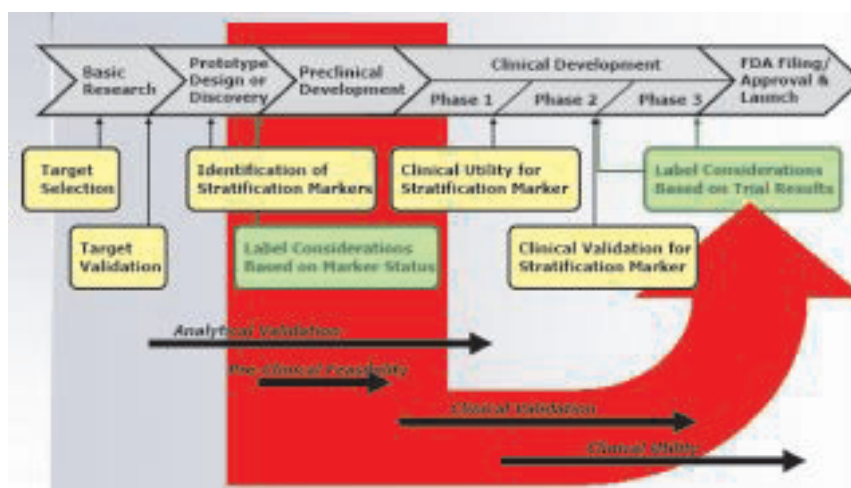 Basic
Research
Prototype
Design or
Discovery
Preclinical
Development
Clinical Development
Phase 1
Phase 2
Phase 3
FDA Filing/
Approval &
Launch
Target
Selection
Identification of
Stratification Markers
Clinical Utility for
Stratification Marker
Label Considerations
Based on Trial Results
Target
Validation
Label Considerations
Based on Marker Status
Clinical Validation for
Stratification Marker
Analytical Validation
Pre-Clinical Feasibility
Clinical Validation
Clinical Utility